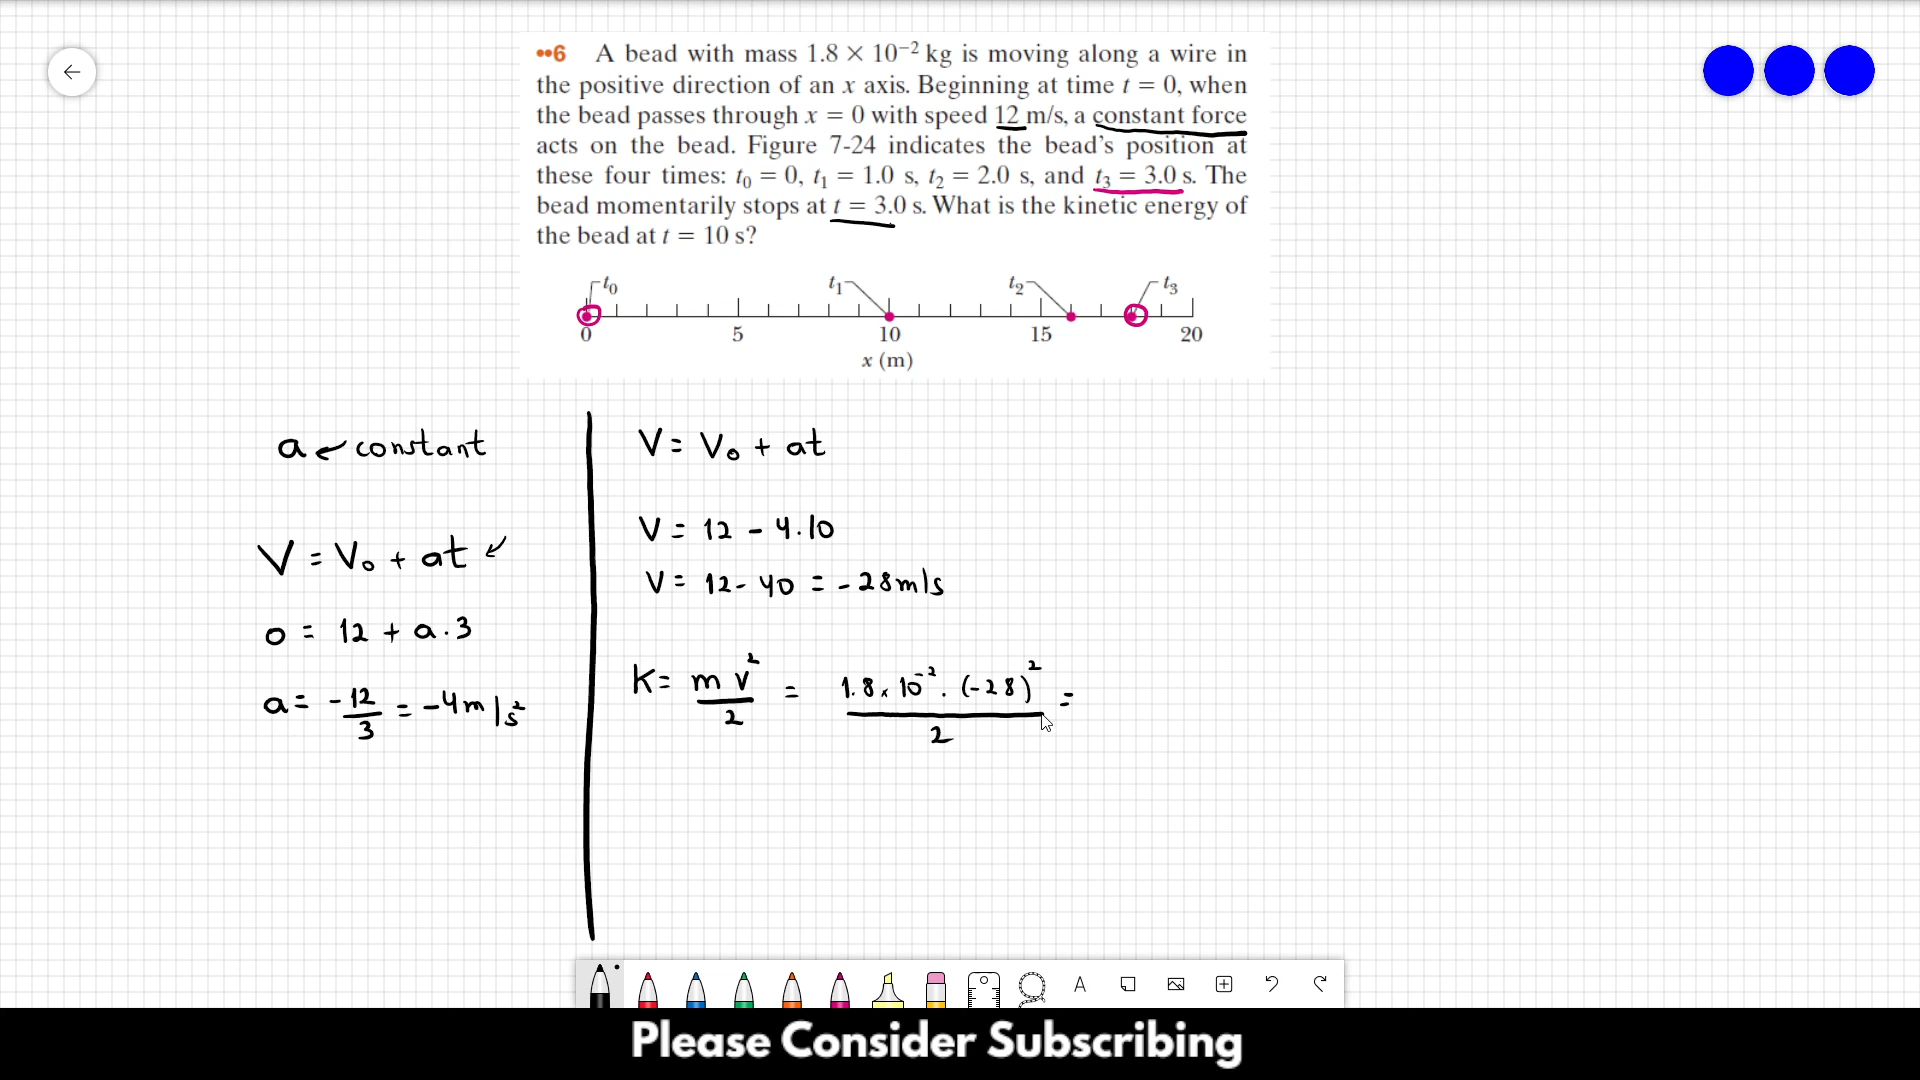 ••6 A bead with mass 1.8 × 10⁻² kg is moving along a wire in
the positive direction of an x axis. Beginning at time t = 0, when
the bead passes through x = 0 with speed 12 m/s, a constant force
acts on the bead. Figure 7-24 indicates the bead's position at
these four times: t₀ = 0, t₁ = 1.0 s, t₂ = 2.0 s, and t₃ = 3.0 s. The
bead momentarily stops at t = 3.0 s. What is the kinetic energy of
the bead at t = 10 s?
t₀ t₁ t₂ t₃
0 5 10 15 20
x (m)
a ← constant
V = V₀ + at ↙
0 = 12 + a.3
a = -12/3 = -4m/s²
V = V₀ + at
V = 12 - 4.10
V = 12 - 40 = -28m/s
K = mv²/2 = 1.8 × 10⁻² . (-28)²/2 =
A
Please Consider Subscribing